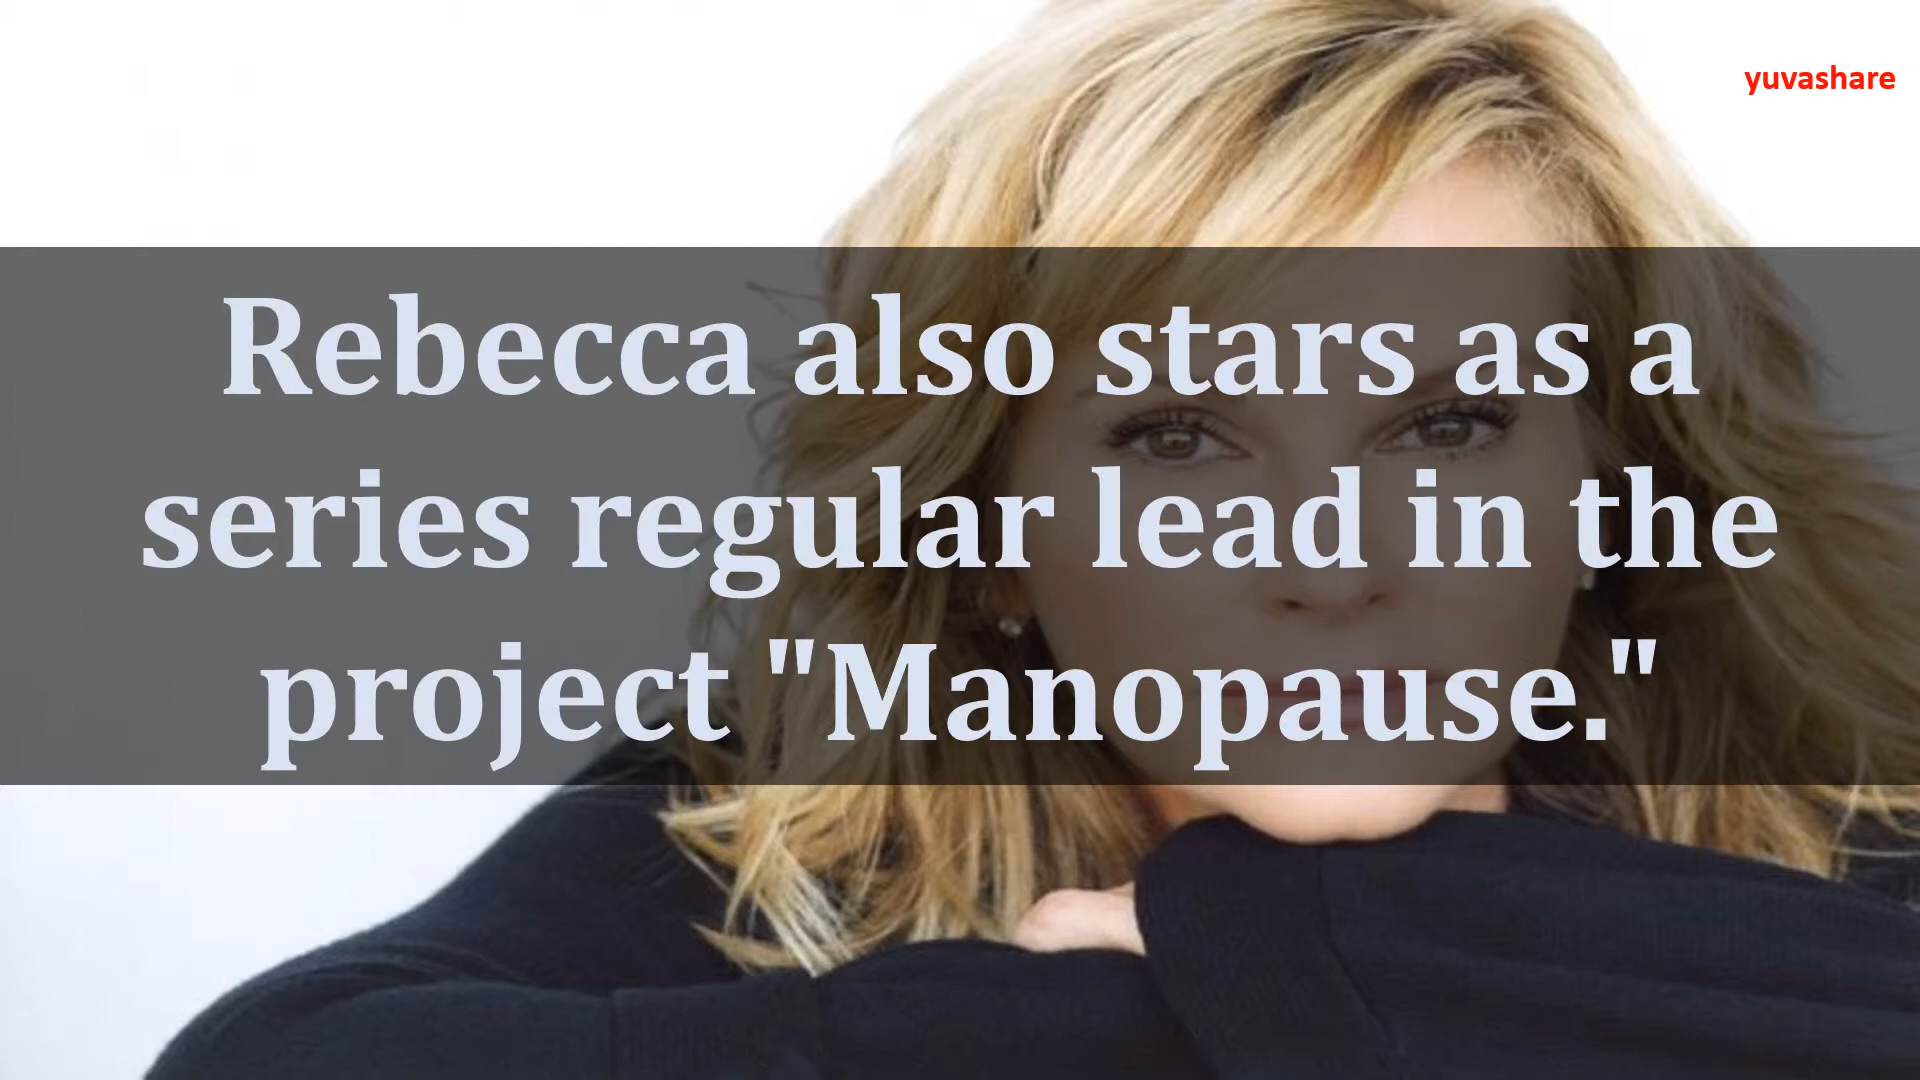 yuvashare
Rebecca also stars as a
series regular lead in the
project "Manopause."